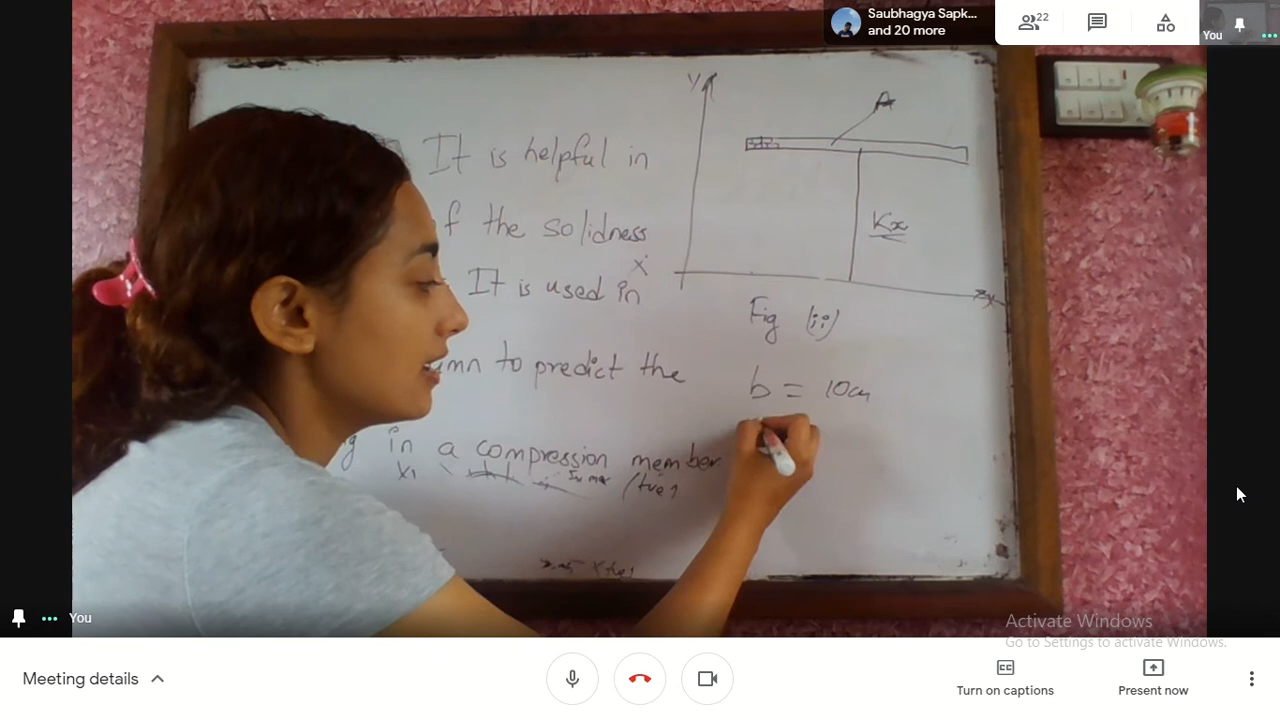 Saubhagya Sapk...
and 20 more
22
You
It is helpful in
f the solidness
It is used in
umn to predict the
g in a compression member
x1
y
A
Kx
Fig (ii)
b = 10cm
You
Activate Windows
Go to Settings to activate Windows.
Meeting details
Turn on captions
Present now